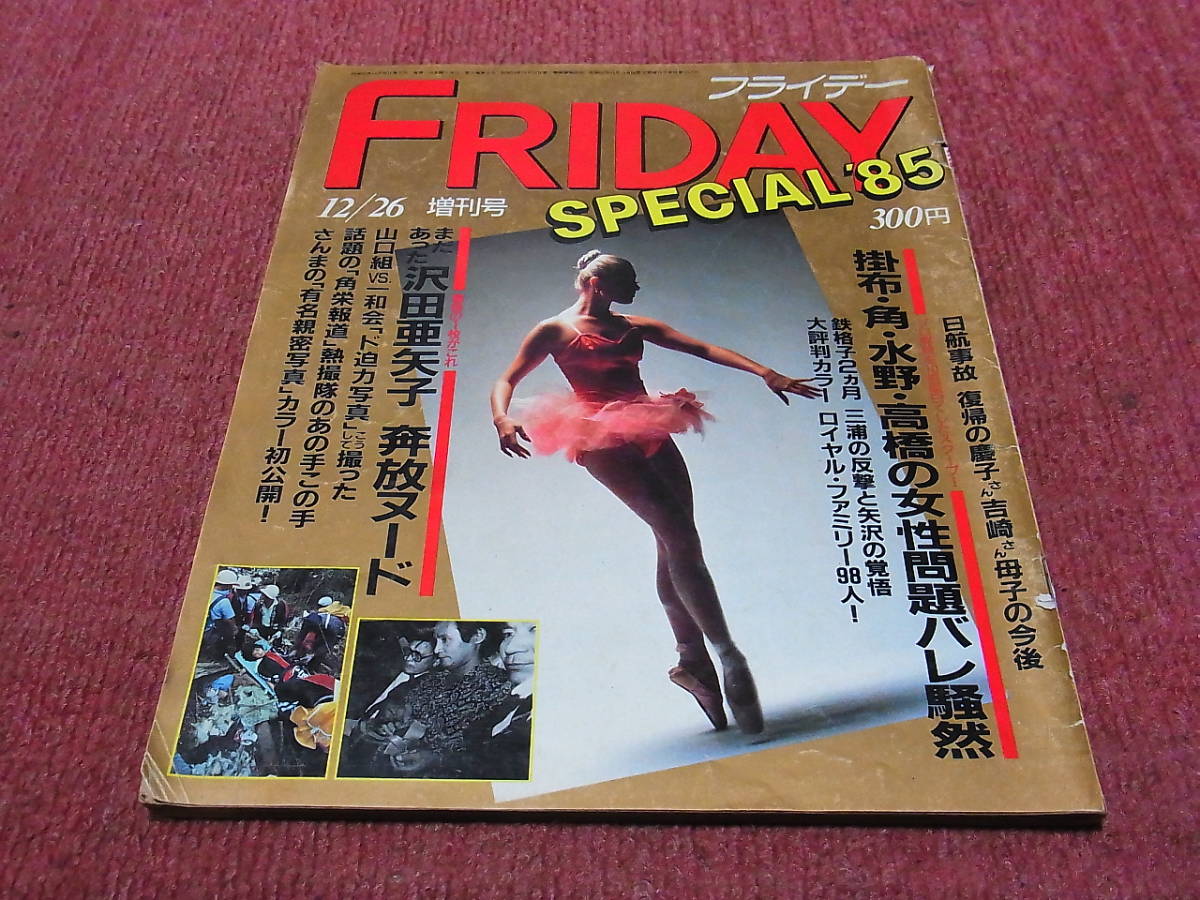 フライデー
FRIDAY
SPECIAL '85
12/26 増刊号
300円
日航事故 復帰の慶子さん吉崎さん母子の今後
掛布・角・水野・高橋の女性問題バレ騒然
鉄格子2ヵ月 三浦の反撃と矢沢の覚悟
大評判カラー ロイヤル・ファミリー98人!
まだあった 沢田亜矢子 奔放ヌード
山口組VS.一和会「ド迫力写真」こうして撮った
話題の「角栄報道」熱撮隊のあの手この手
さんまの「有名親密写真」カラー初公開!